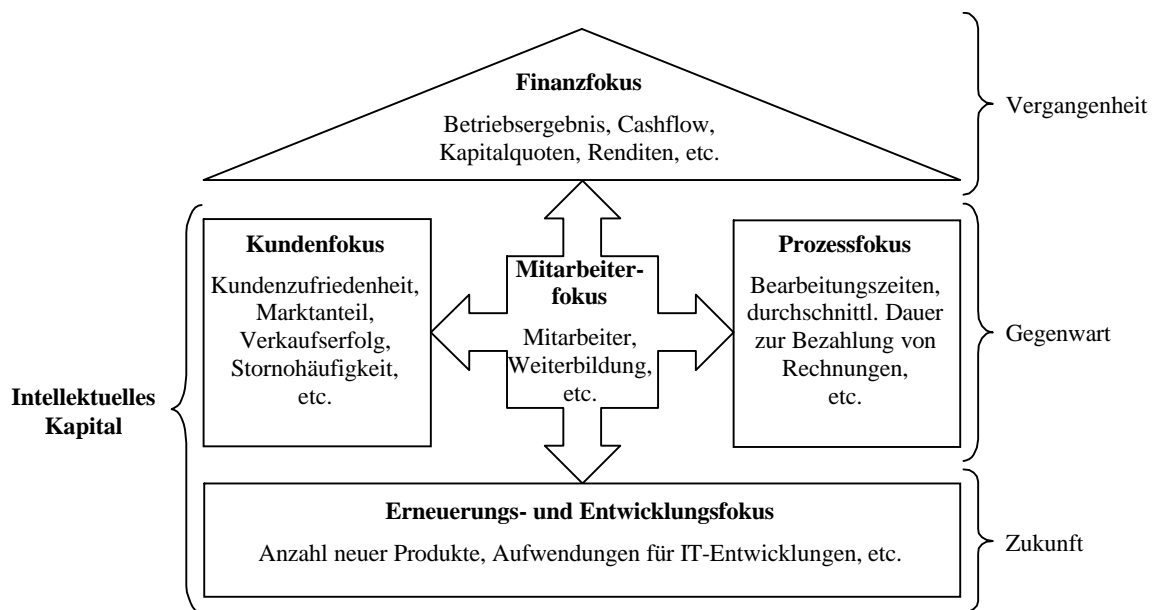 Finanzfokus
Betriebsergebnis, Cashflow,
Kapitalquoten, Renditen, etc.
Vergangenheit
Intellektuelles
Kapital
Kundenfokus
Kundenzufriedenheit,
Marktanteil,
Verkaufserfolg,
Stornohäufigkeit,
etc.
Mitarbeiter-
fokus
Mitarbeiter,
Weiterbildung,
etc.
Prozessfokus
Bearbeitungszeiten,
durchschnittl. Dauer
zur Bezahlung von
Rechnungen,
etc.
Gegenwart
Erneuerungs- und Entwicklungsfokus
Anzahl neuer Produkte, Aufwendungen für IT-Entwicklungen, etc.
Zukunft